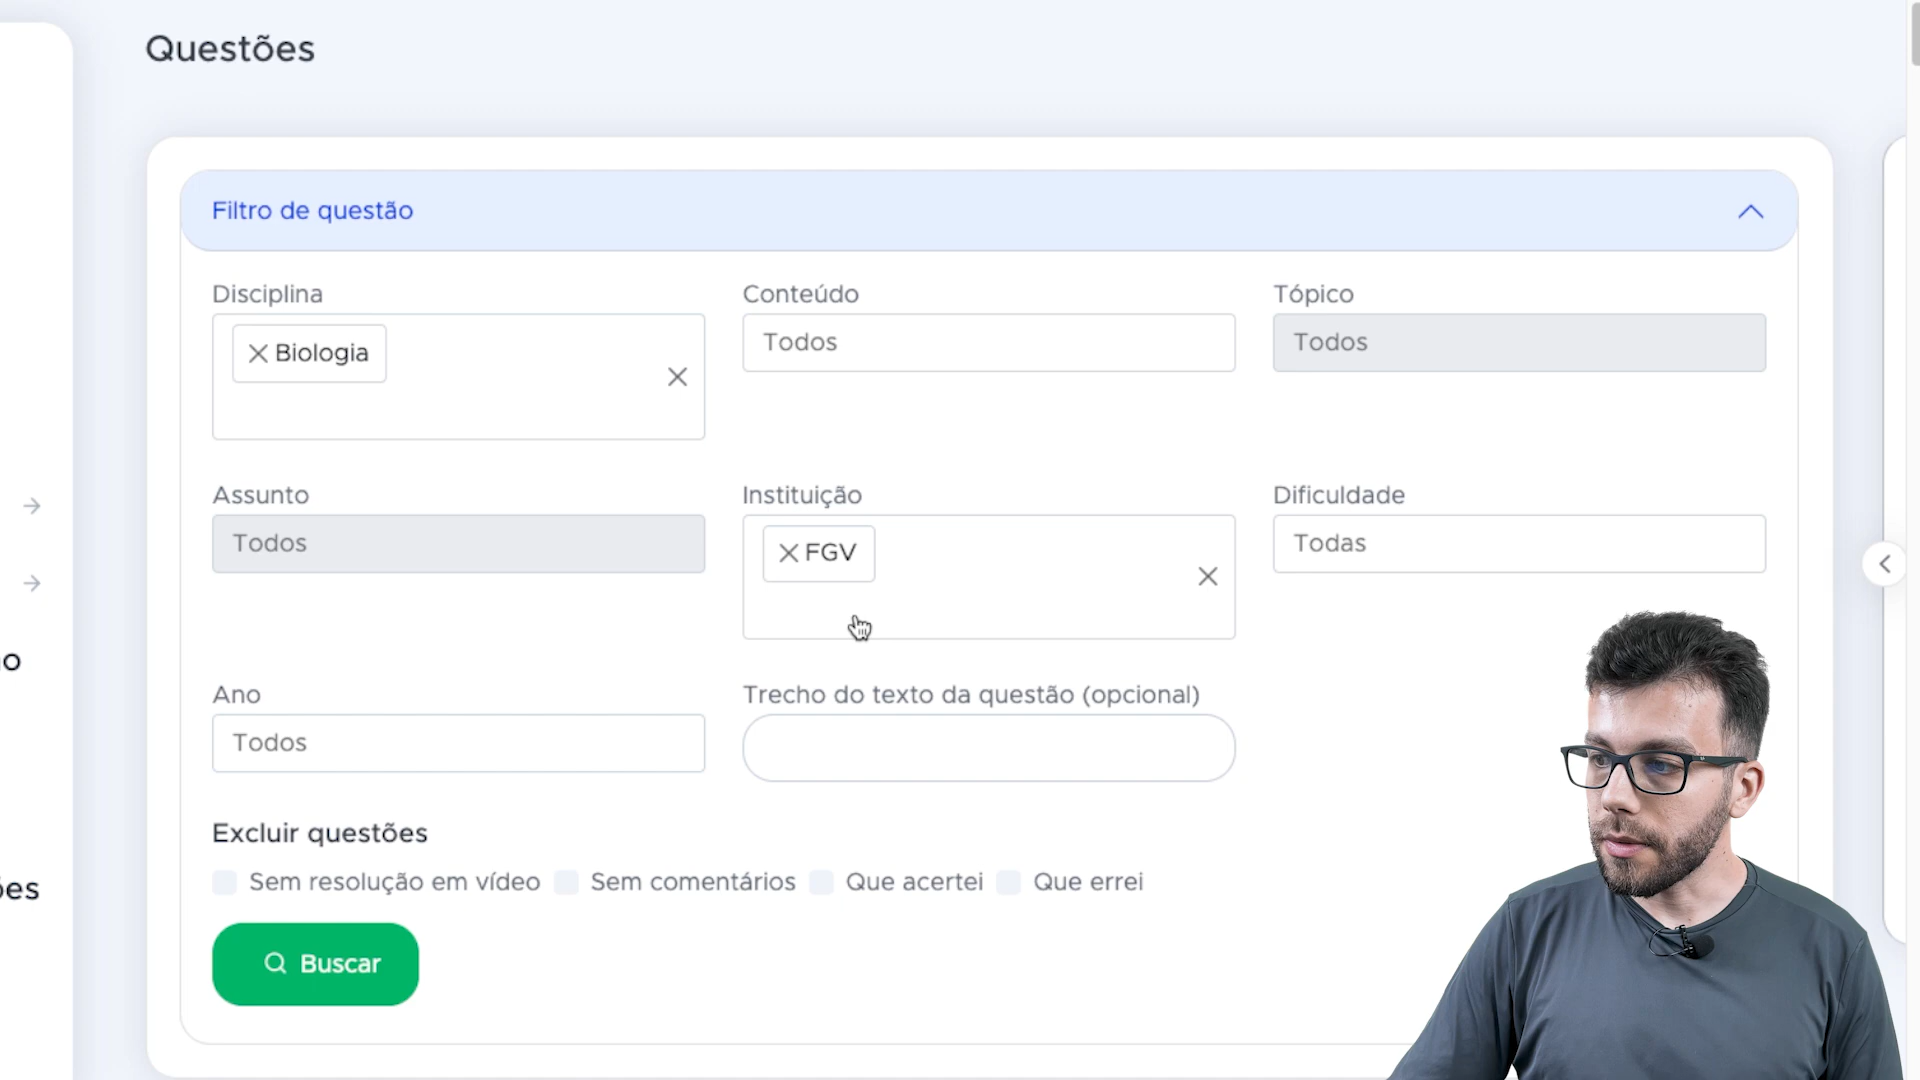 Questões
Filtro de questão
Disciplina
Conteúdo
Tópico
Biologia
Todos
Todos
Assunto
Instituição
Dificuldade
Todos
FGV
Todas
Ano
Trecho do texto da questão (opcional)
Todos
Excluir questões
Sem resolução em vídeo
Sem comentários
Que acertei
Que errei
Buscar